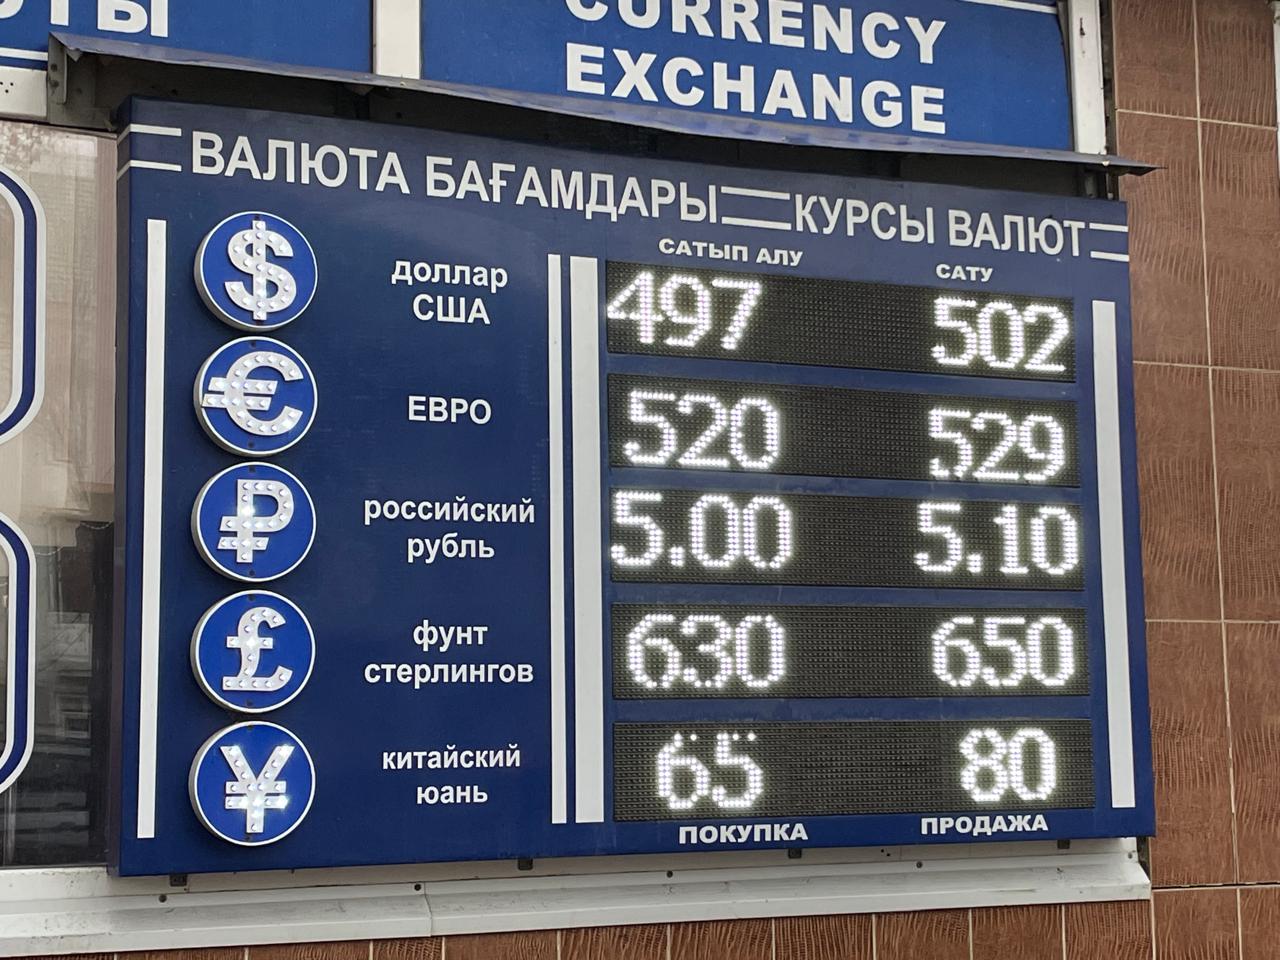 CURRENCY
EXCHANGE
ВАЛЮТА БАҒАМДАРЫ КУРСЫ ВАЛЮТ
САТЫП АЛУ САТУ
$ доллар США 497 502
€ ЕВРО 520 529
₽ российский рубль 5.00 5.10
£ фунт стерлингов 630 650
¥ китайский юань 65 80
ПОКУПКА ПРОДАЖА